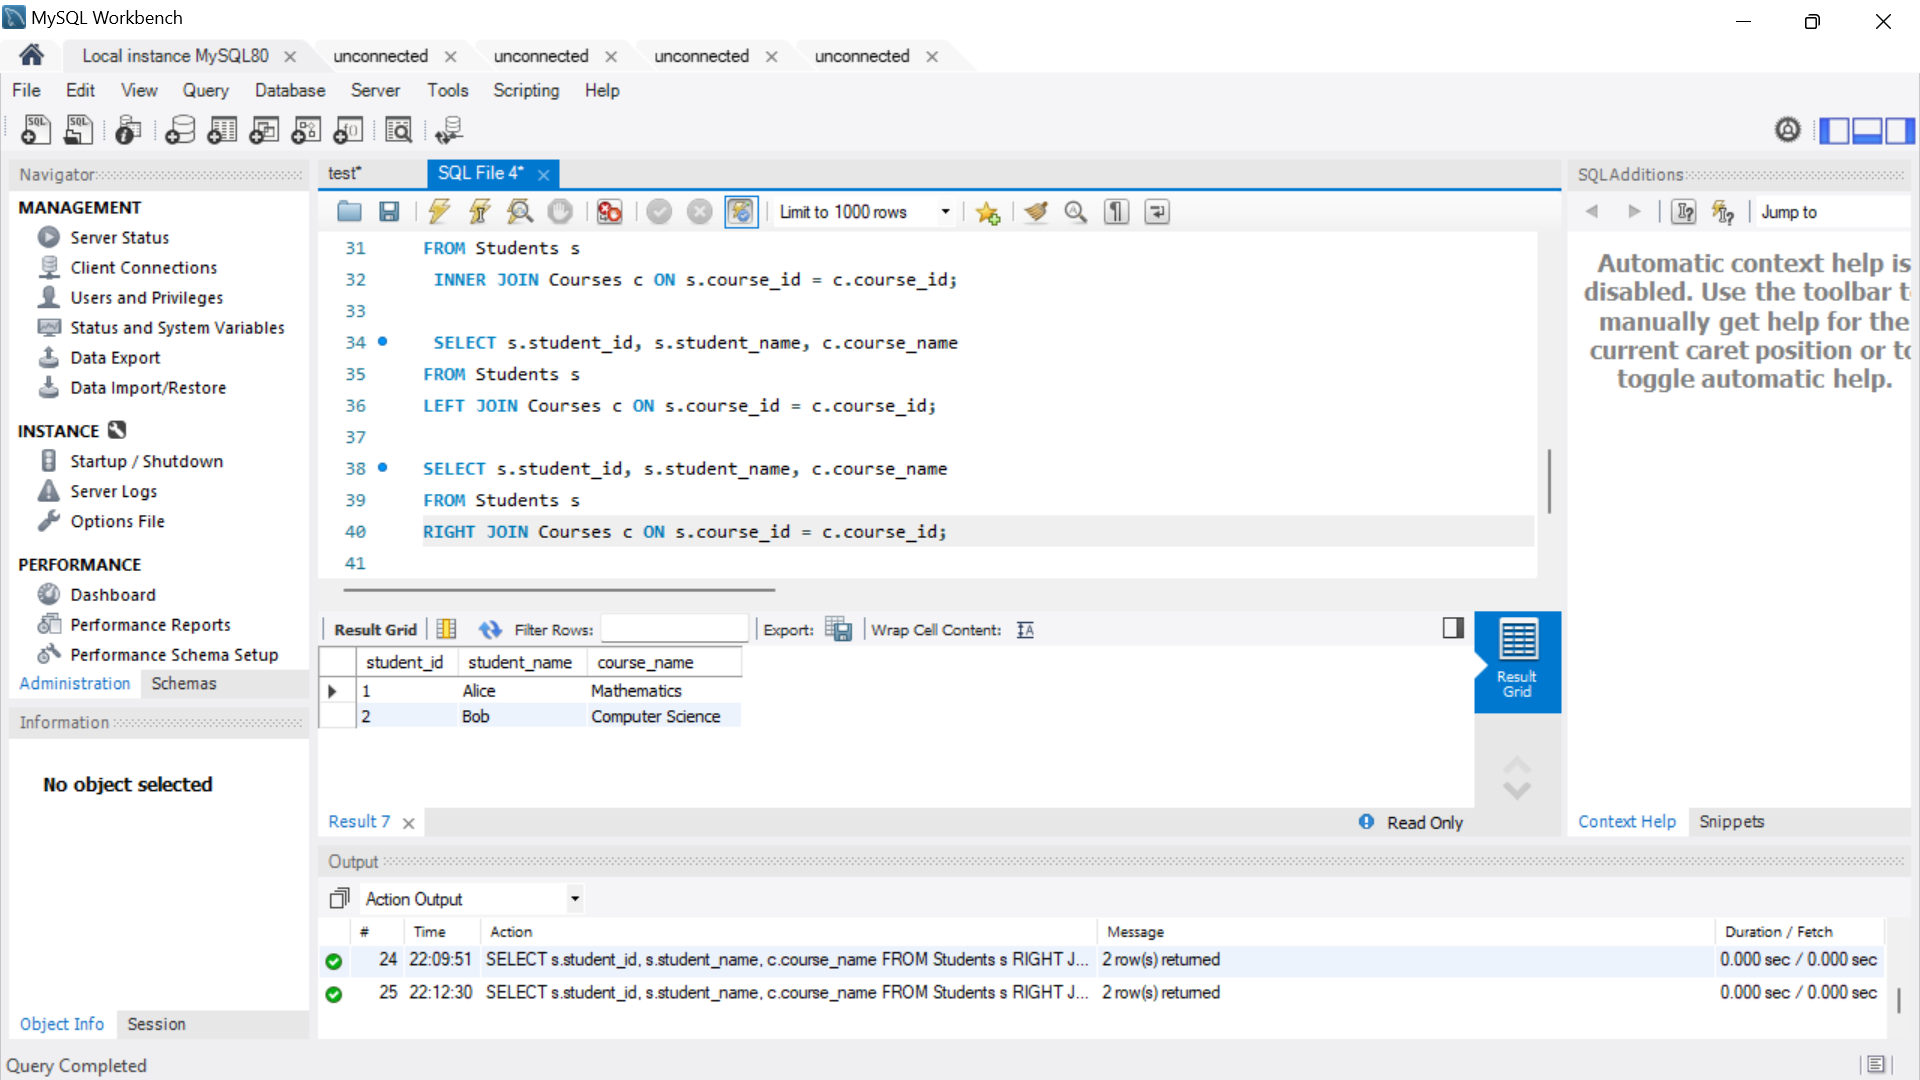 MySQL Workbench
Local instance MySQL80
unconnected
unconnected
unconnected
unconnected
File Edit View Query Database Server Tools Scripting Help
Navigator
MANAGEMENT
Server Status
Client Connections
Users and Privileges
Status and System Variables
Data Export
Data Import/Restore
INSTANCE
Startup / Shutdown
Server Logs
Options File
PERFORMANCE
Dashboard
Performance Reports
Performance Schema Setup
Administration Schemas
Information
No object selected
Object Info Session
test* SQL File 4*
Limit to 1000 rows
31 FROM Students s
32 INNER JOIN Courses c ON s.course_id = c.course_id;
33
34 SELECT s.student_id, s.student_name, c.course_name
35 FROM Students s
36 LEFT JOIN Courses c ON s.course_id = c.course_id;
37
38 SELECT s.student_id, s.student_name, c.course_name
39 FROM Students s
40 RIGHT JOIN Courses c ON s.course_id = c.course_id;
41
Result Grid Filter Rows: Export: Wrap Cell Content:
student_id student_name course_name
1 Alice Mathematics
2 Bob Computer Science
Result
Grid
Result 7 Read Only
SQLAdditions
Jump to
Automatic context help is
disabled. Use the toolbar t
manually get help for the
current caret position or to
toggle automatic help.
Context Help Snippets
Output
Action Output
# Time Action Message Duration / Fetch
24 22:09:51 SELECT s.student_id, s.student_name, c.course_name FROM Students s RIGHT J... 2 row(s) returned 0.000 sec / 0.000 sec
25 22:12:30 SELECT s.student_id, s.student_name, c.course_name FROM Students s RIGHT J... 2 row(s) returned 0.000 sec / 0.000 sec
Query Completed